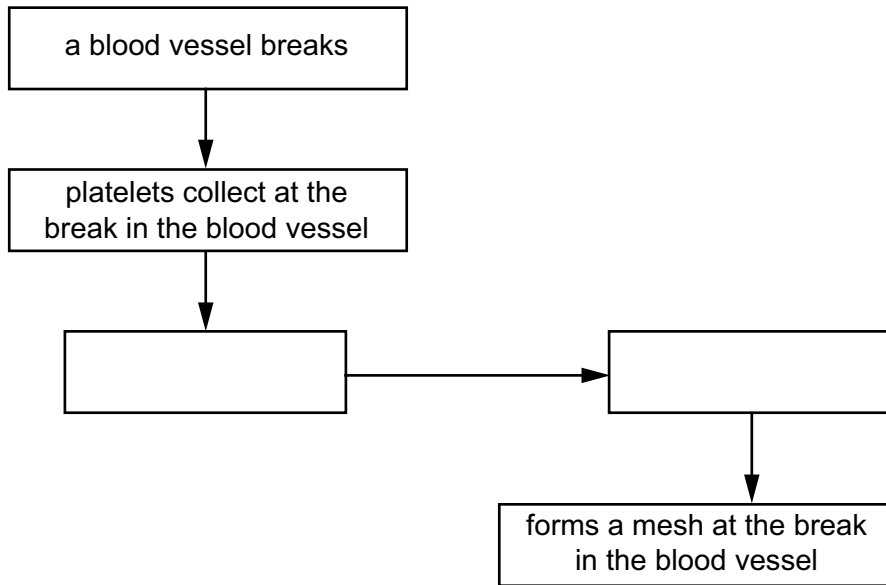 a blood vessel breaks
platelets collect at the
break in the blood vessel
forms a mesh at the break
in the blood vessel